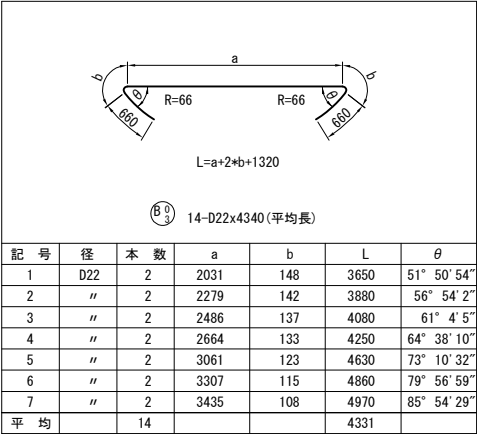 a
b
b
θ
θ
R=66
R=66
660
660
L=a+2*b+1320
B 0 3 14-D22x4340(平均長)
記 号 径 本 数 a b L θ
1 D22 2 2031 148 3650 51° 50' 54"
2 〃 2 2279 142 3880 56° 54' 2"
3 〃 2 2486 137 4080 61° 4' 5"
4 〃 2 2664 133 4250 64° 38' 10"
5 〃 2 3061 123 4630 73° 10' 32"
6 〃 2 3307 115 4860 79° 56' 59"
7 〃 2 3435 108 4970 85° 54' 29"
平 均 14 4331